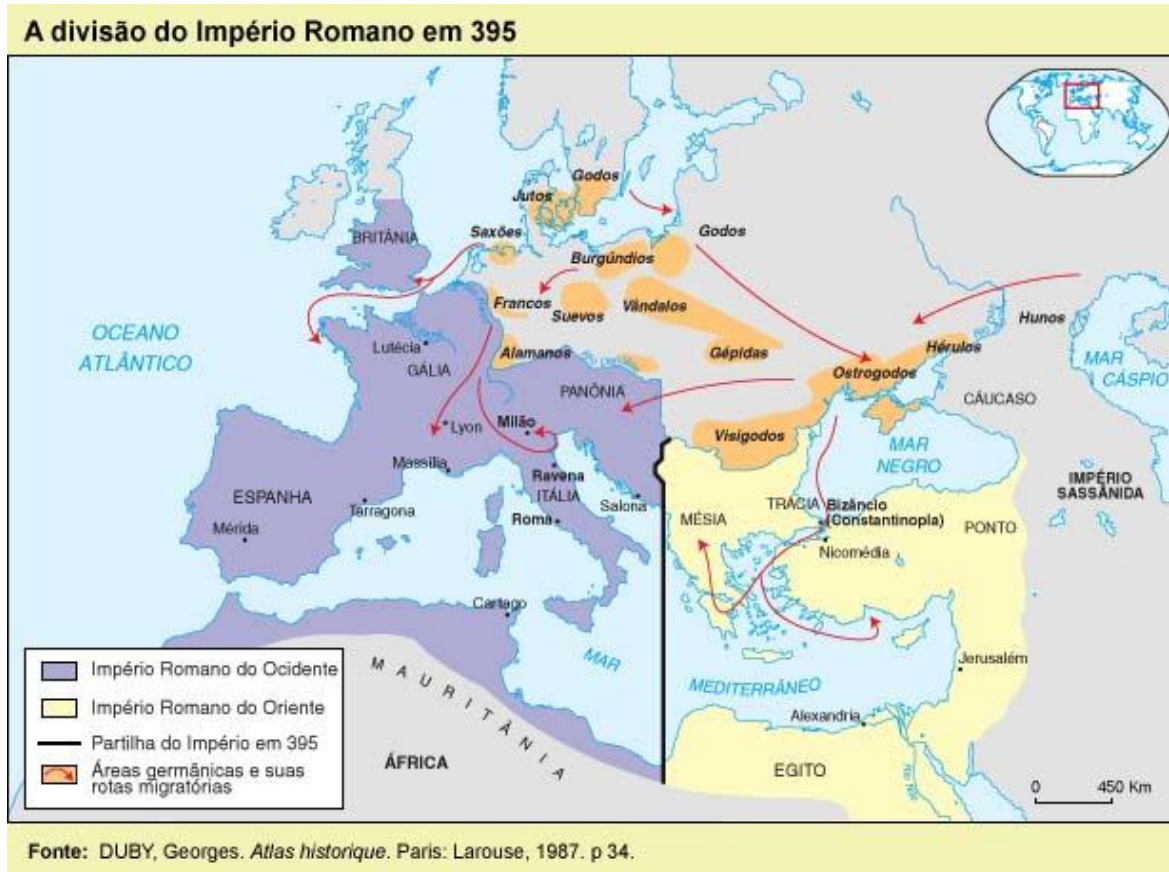 A divisão do Império Romano em 395
Godos
Jutos
Saxões
Godos
BRITÂNIA
Burgúndios
Francos
Suevos
Vândalos
Hunos
OCEANO
ATLÂNTICO
Lutécia
GÁLIA
Alamanos
Gépidas
Hérulos
Ostrogodos
MAR
CÁSPIO
PANÔNIA
CÁUCASO
Lyon
Milão
Visigodos
MAR
NEGRO
Massília
Ravena
ITÁLIA
IMPÉRIO
SASSÂNIDA
ESPANHA
Tarragona
Salona
Roma
TRÁCIA
Bizâncio
(Constantinopla)
MÉSIA
PONTO
Mérida
Nicomédia
Cartago
MAR
MEDITERRÂNEO
Jerusalém
Alexandria
MAURITÂNIA
ÁFRICA
EGITO
Rio Nilo
Império Romano do Ocidente
Império Romano do Oriente
Partilha do Império em 395
Áreas germânicas e suas
rotas migratórias
0 450 Km
Fonte: DUBY, Georges. Atlas historique. Paris: Larouse, 1987. p 34.